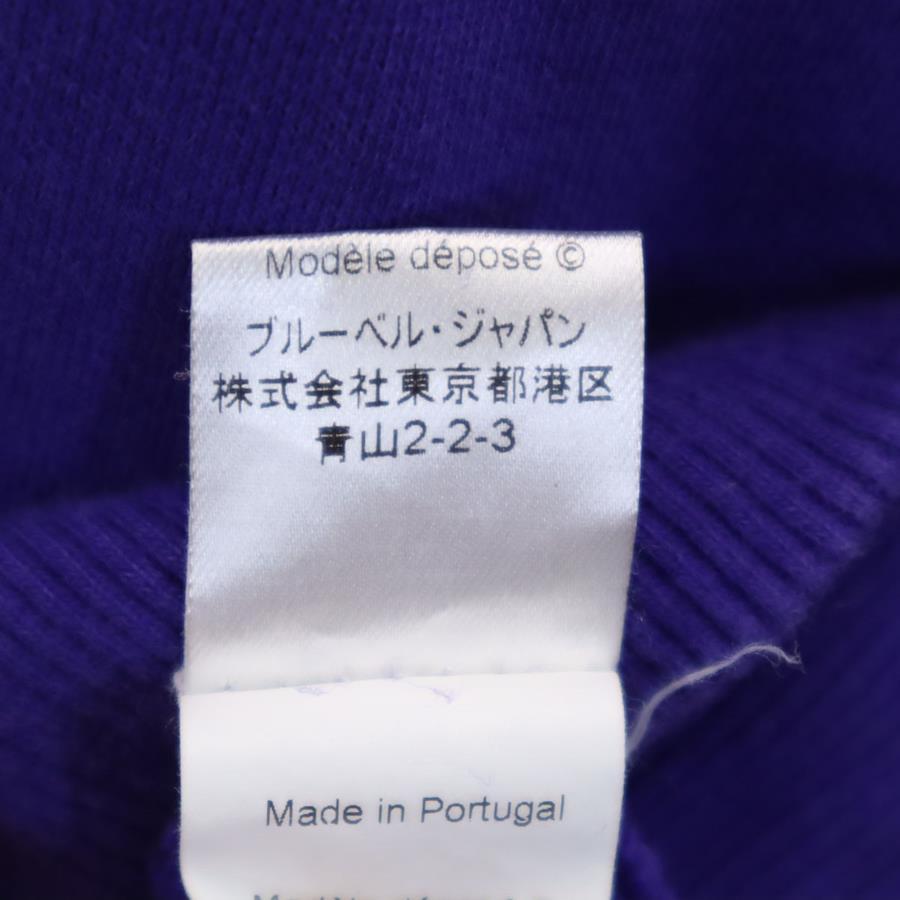 Modèle déposé ©
ブルーベル・ジャパン
株式会社東京都港区
青山2-2-3
Made in Portugal